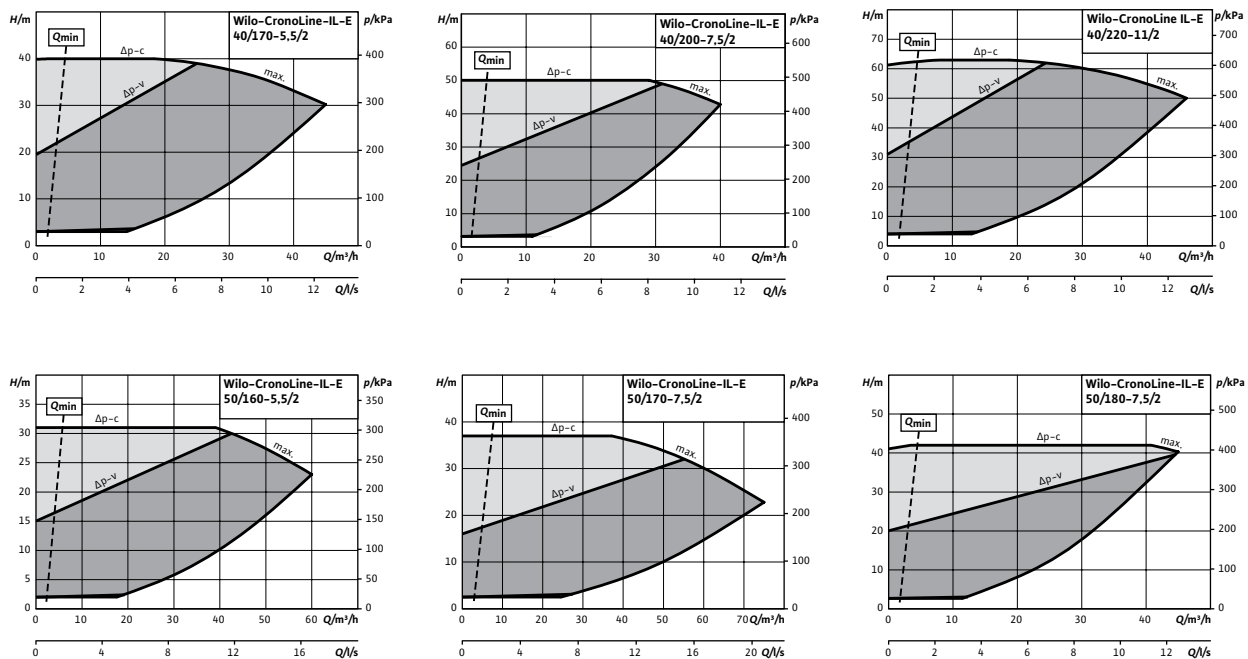 H/m
Wilo-CronoLine-IL-E
40/170-5,5/2
p/kPa
Qmin
Δp-c
max.
Δp-v
40
30
20
10
0
400
300
200
100
0
0 10 20 30 40 Q/m³/h
0 2 4 6 8 10 12 Q/l/s
H/m
Wilo-CronoLine-IL-E
40/200-7,5/2
p/kPa
Qmin
Δp-c
max.
Δp-v
60
50
40
30
20
10
0
600
500
400
300
200
100
0
0 10 20 30 40 Q/m³/h
0 2 4 6 8 10 12 Q/l/s
H/m
Wilo-CronoLine IL-E
40/220-11/2
p/kPa
Qmin
Δp-c
max.
Δp-v
70
60
50
40
30
20
10
0
700
600
500
400
300
200
100
0
0 10 20 30 40 Q/m³/h
0 2 4 6 8 10 12 Q/l/s
H/m
Wilo-CronoLine-IL-E
50/160-5,5/2
p/kPa
Qmin
Δp-c
max.
Δp-v
35
30
25
20
15
10
5
0
350
300
250
200
150
100
50
0
0 10 20 30 40 50 60 Q/m³/h
0 4 8 12 16 Q/l/s
H/m
Wilo-CronoLine-IL-E
50/170-7,5/2
p/kPa
Qmin
Δp-c
max.
Δp-v
40
30
20
10
0
400
300
200
100
0
0 10 20 30 40 50 60 70 Q/m³/h
0 4 8 12 16 20 Q/l/s
H/m
Wilo-CronoLine-IL-E
50/180-7,5/2
p/kPa
Qmin
Δp-c
max.
Δp-v
50
40
30
20
10
0
500
400
300
200
100
0
0 10 20 30 40 Q/m³/h
0 2 4 6 8 10 12 Q/l/s